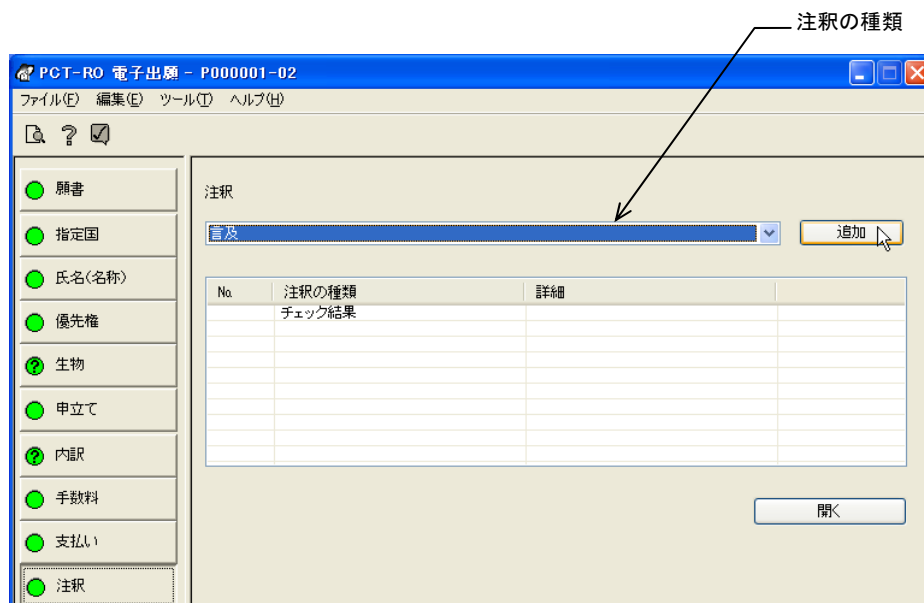 注釈の種類
PCT-RO 電子出願 - P000001-02
ファイル(F) 編集(E) ツール(T) ヘルプ(H)
願書
指定国
氏名(名称)
優先権
生物
申立て
内訳
手数料
支払い
注釈
注釈
言及
追加
No. 注釈の種類 詳細
チェック結果
開く